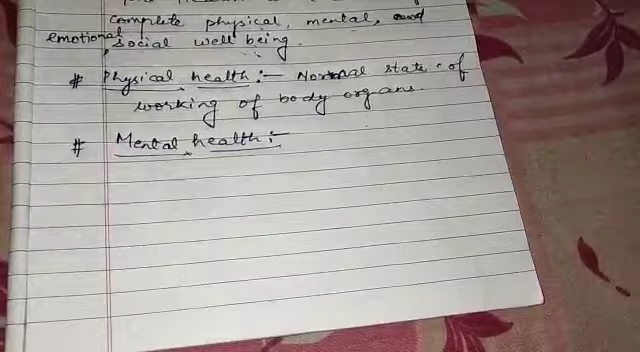 complete physical, mental, and
emotional, social well being.
# Physical health :- Normal state of
working of body organs.
# Mental health :-